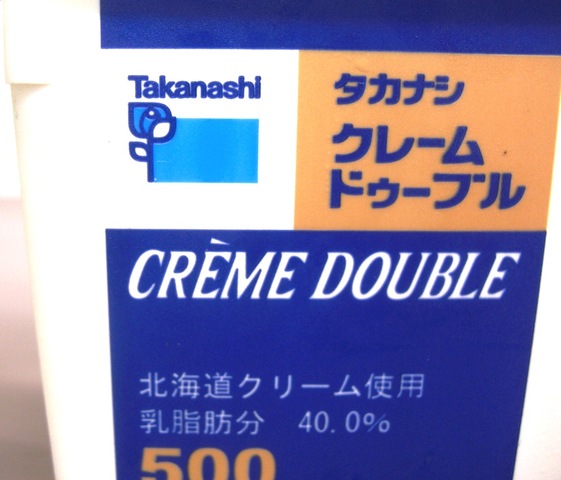 Takanashi
タカナシ
クレーム
ドゥーブル
CRÈME DOUBLE
北海道クリーム使用
乳脂肪分　40.0%
500